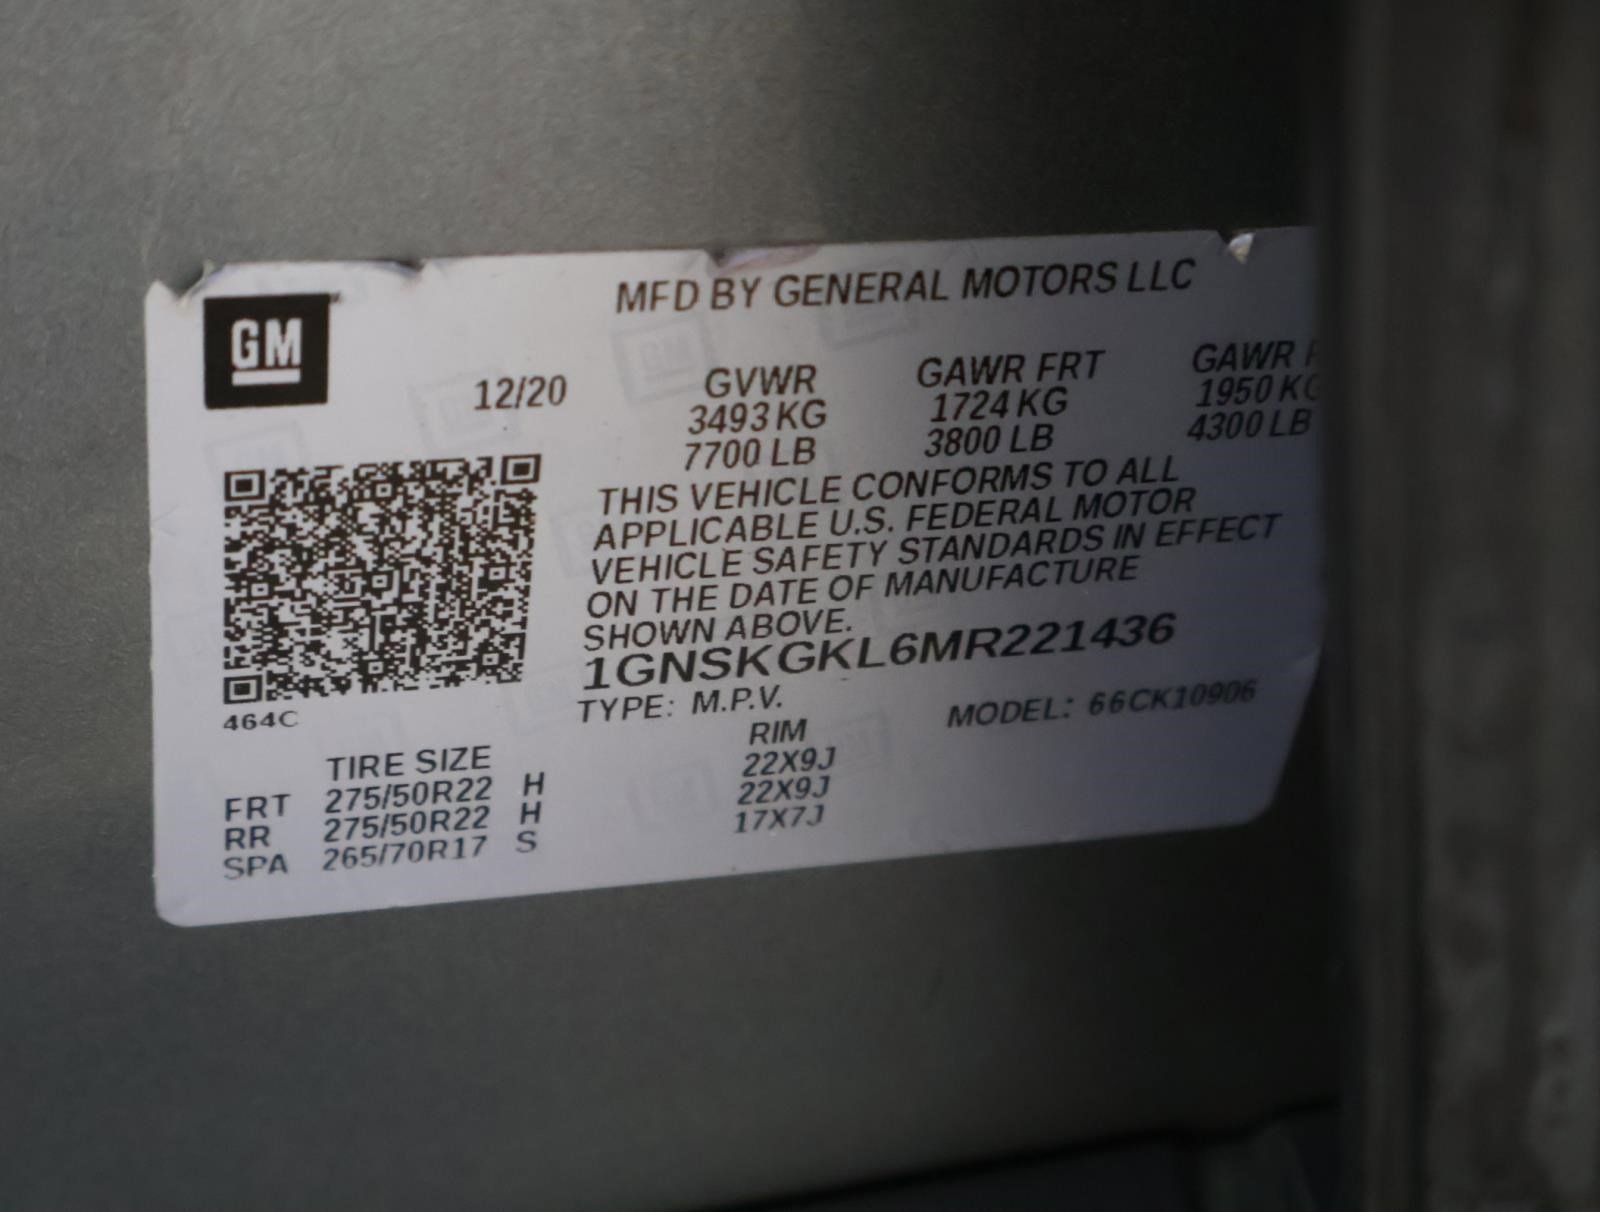 GM
MFD BY GENERAL MOTORS LLC
12/20
GVWR
3493 KG
7700 LB
GAWR FRT
1724 KG
3800 LB
GAWR
1950 KG
4300 LB
THIS VEHICLE CONFORMS TO ALL
APPLICABLE U.S. FEDERAL MOTOR
VEHICLE SAFETY STANDARDS IN EFFECT
ON THE DATE OF MANUFACTURE
SHOWN ABOVE.
1GNSKGKL6MR221436
TYPE: M.P.V.
MODEL: 66CK10906
464C
TIRE SIZE RIM
FRT 275/50R22 H 22X9J
RR 275/50R22 H 22X9J
SPA 265/70R17 S 17X7J